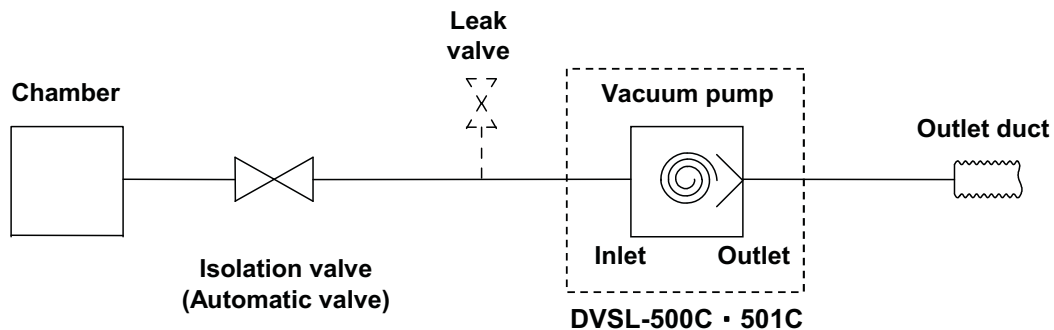 Leak
valve
Chamber
Vacuum pump
Outlet duct
Inlet
Outlet
Isolation valve
(Automatic valve)
DVSL-500C・501C